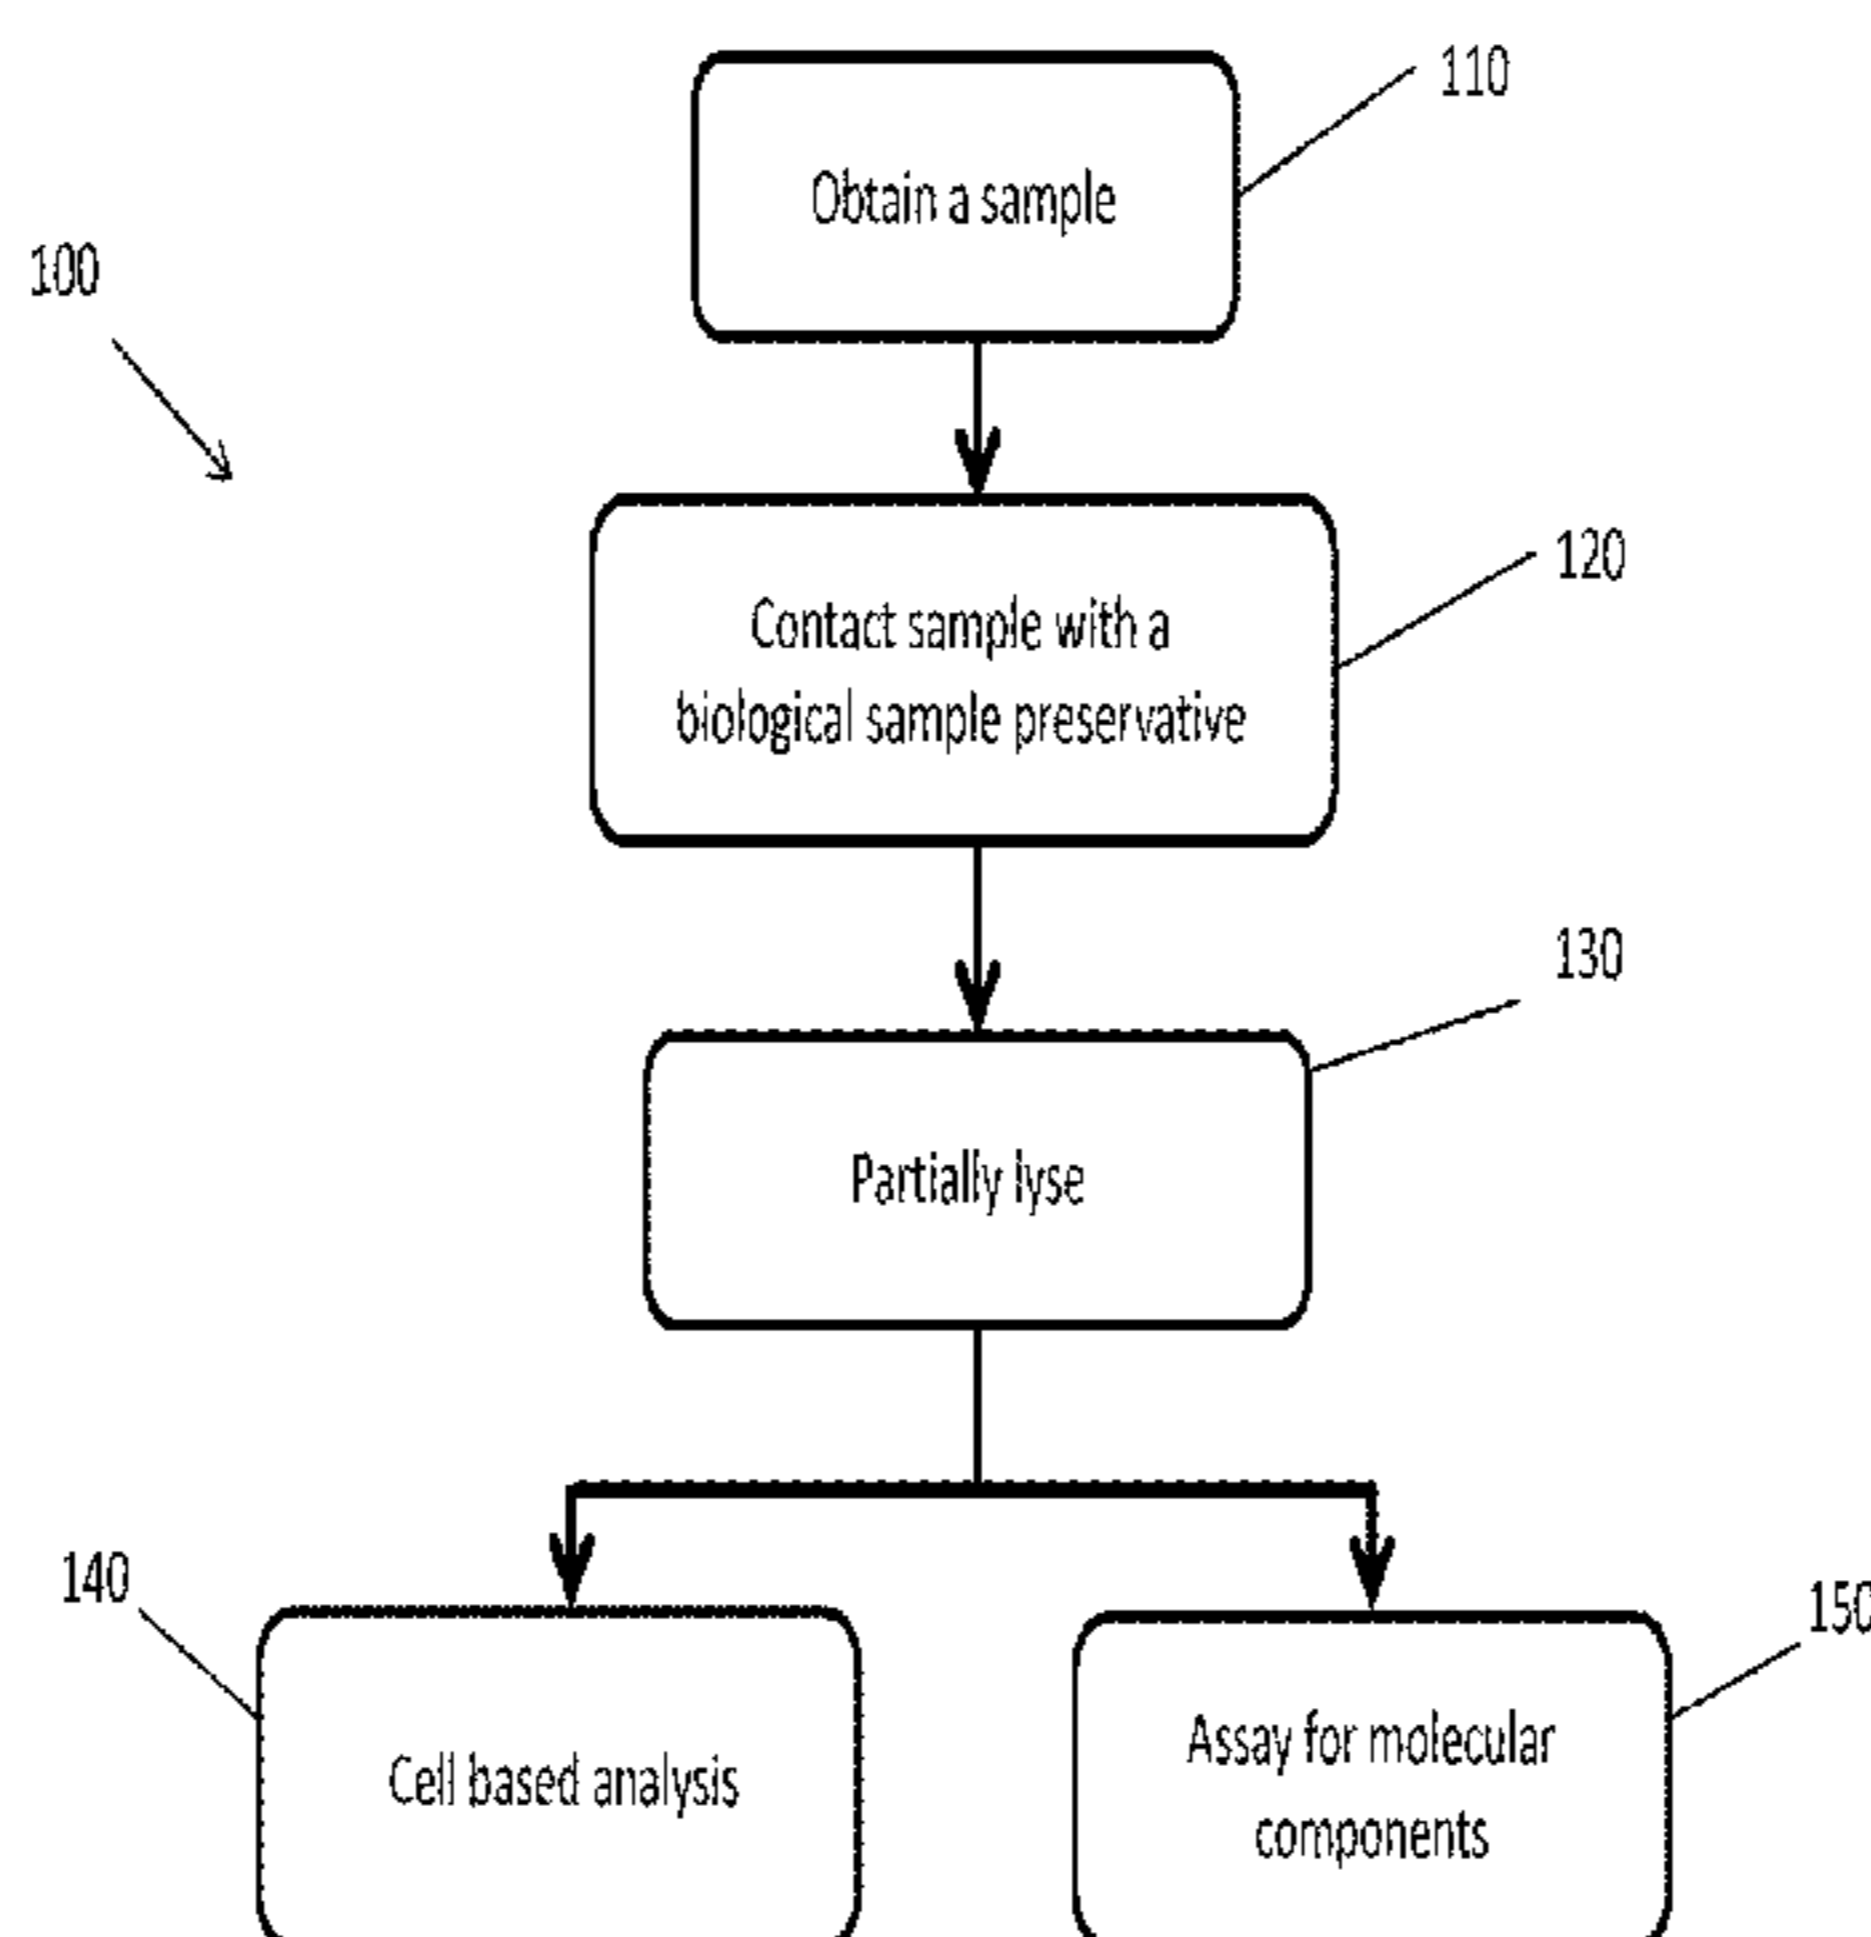 110
Obtain a sample
100
120
Contact sample with a
biological sample preservative
130
Partially lyse
140
150
Cell based analysis
Assay for molecular
components